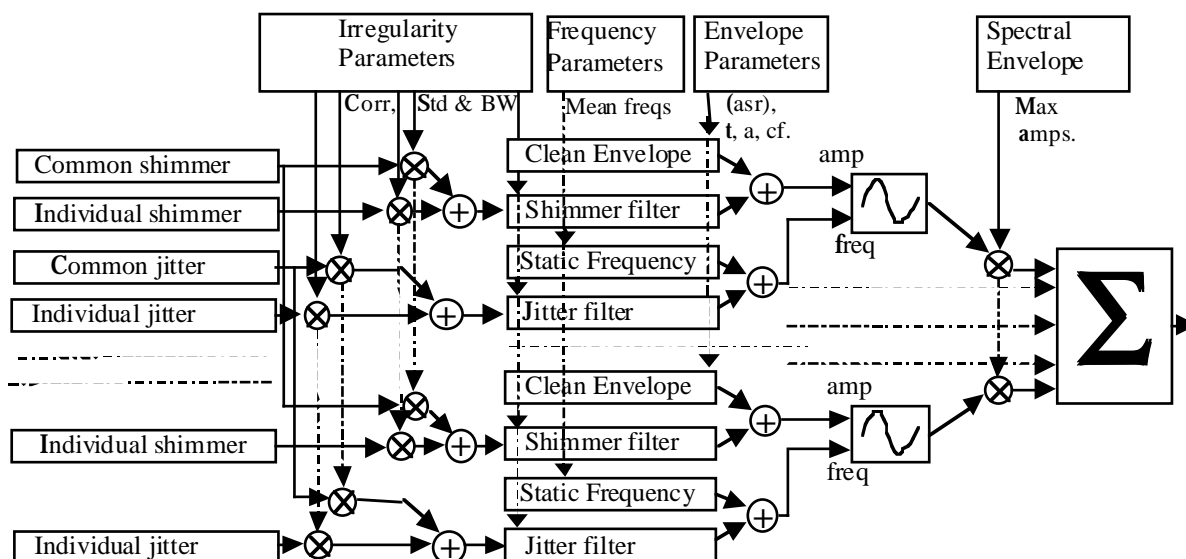 Irregularity
Parameters
Frequency
Parameters
Envelope
Parameters
Spectral
Envelope
Corr, Std & BW
Mean freqs
(asr),
t, a, cf.
Max
amps.
Common shimmer
Clean Envelope
amp
Individual shimmer
Shimmer filter
freq
Common jitter
Static Frequency
Individual jitter
Jitter filter
Σ
Clean Envelope
amp
Individual shimmer
Shimmer filter
freq
Static Frequency
Individual jitter
Jitter filter